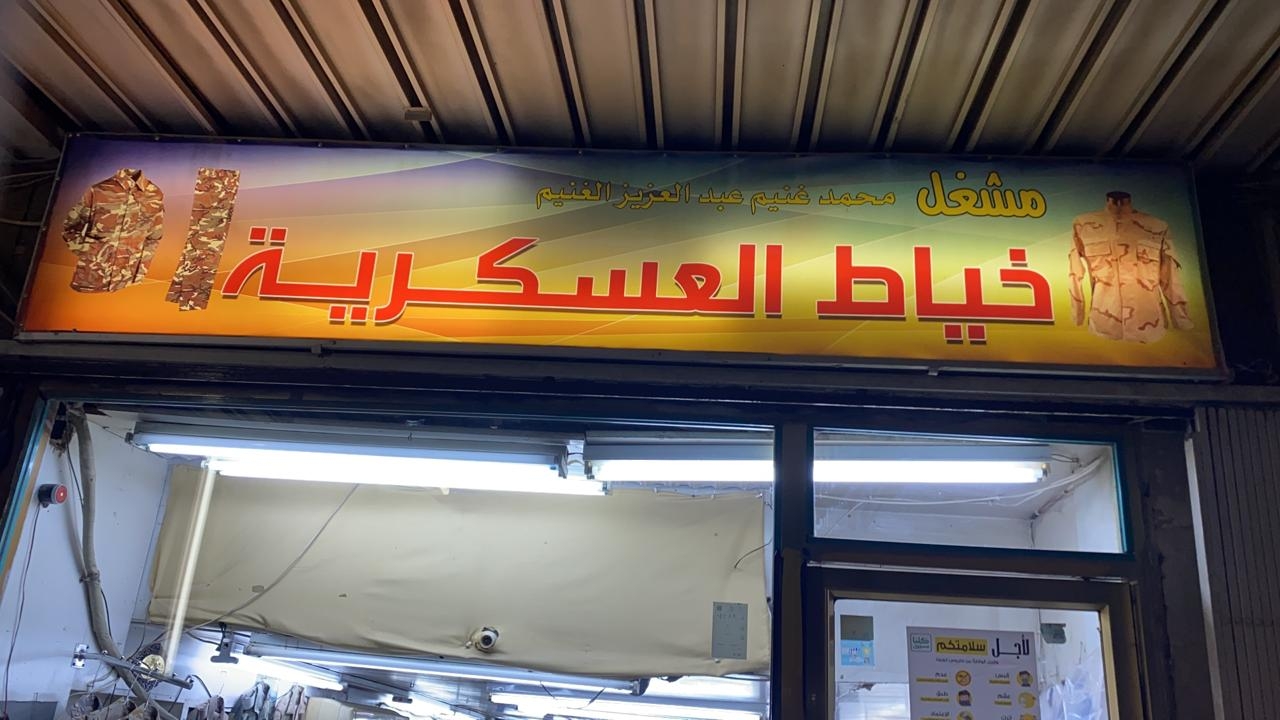 مشغل محمد غنيم عبد العزيز الغنيم
خياط العسكرية
لأجل سلامتكم